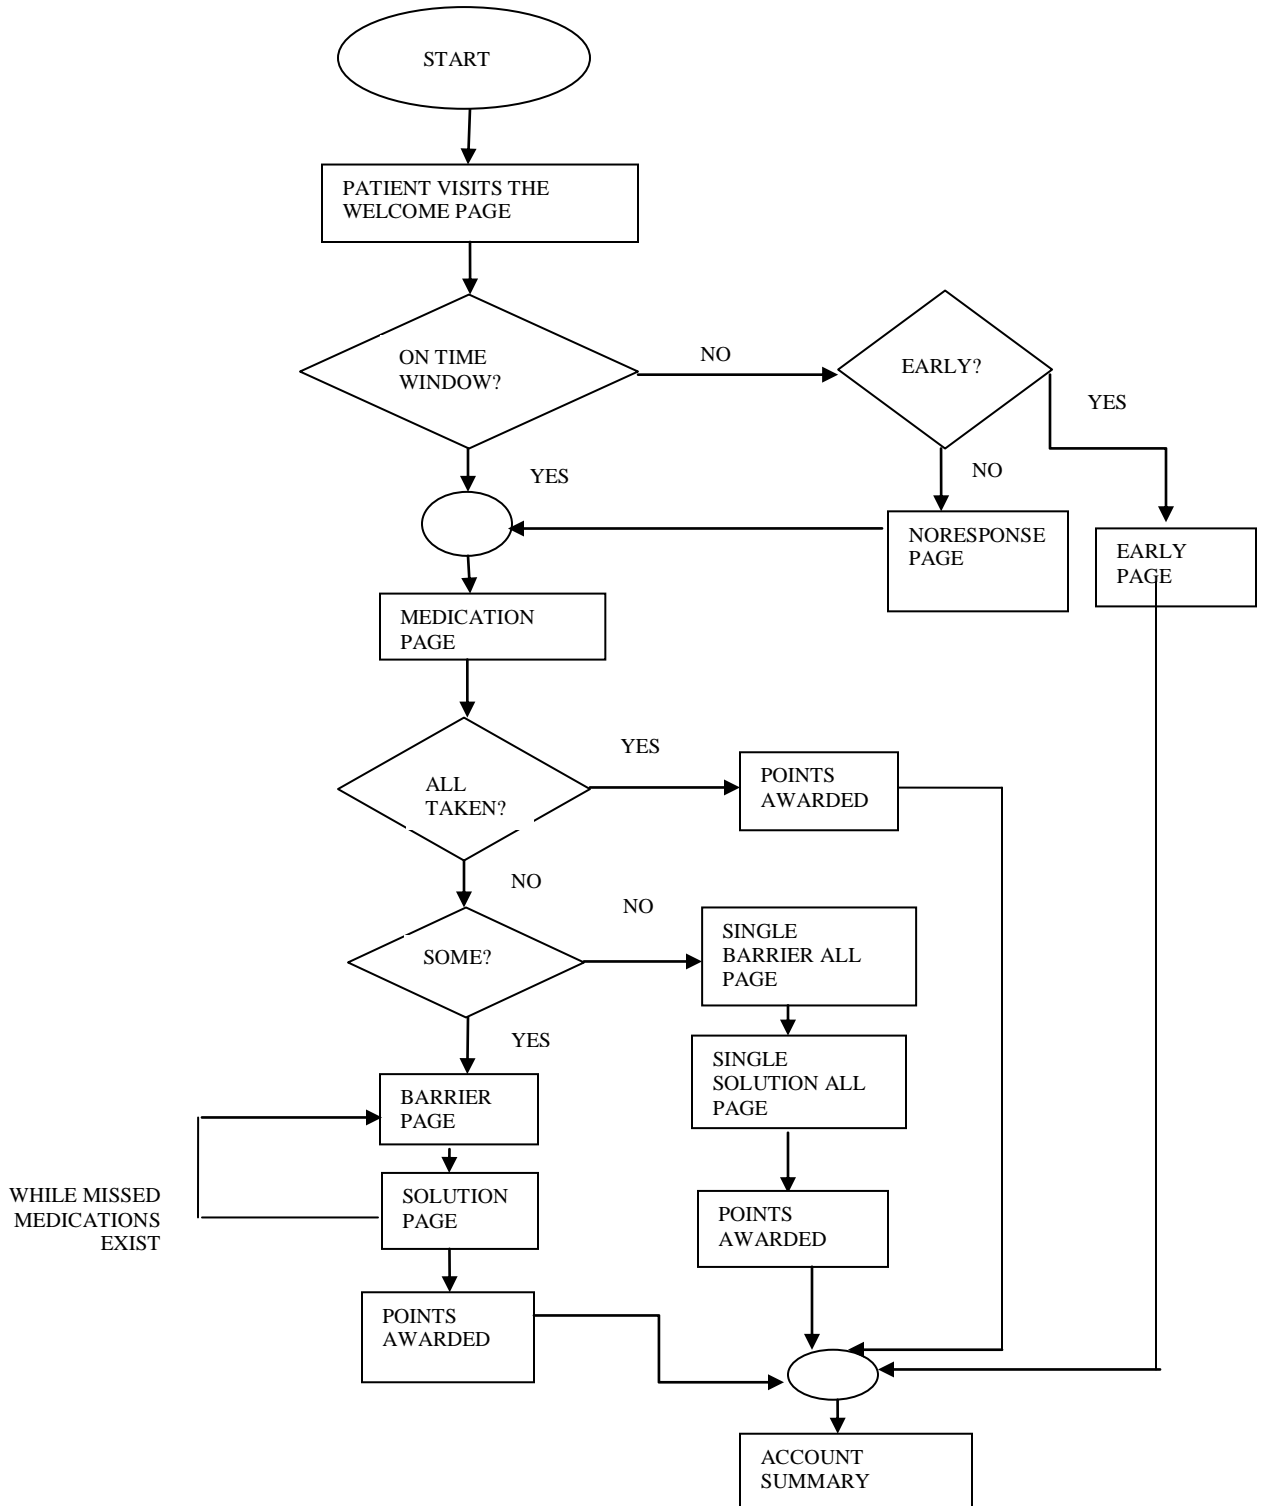 START
PATIENT VISITS THE
WELCOME PAGE
ON TIME
WINDOW?
NO
EARLY?
YES
YES
NO
NORESPONSE
PAGE
EARLY
PAGE
MEDICATION
PAGE
ALL
TAKEN?
YES
POINTS
AWARDED
NO
SOME?
NO
SINGLE
BARRIER ALL
PAGE
YES
SINGLE
SOLUTION ALL
PAGE
BARRIER
PAGE
WHILE MISSED
MEDICATIONS
EXIST
SOLUTION
PAGE
POINTS
AWARDED
POINTS
AWARDED
ACCOUNT
SUMMARY